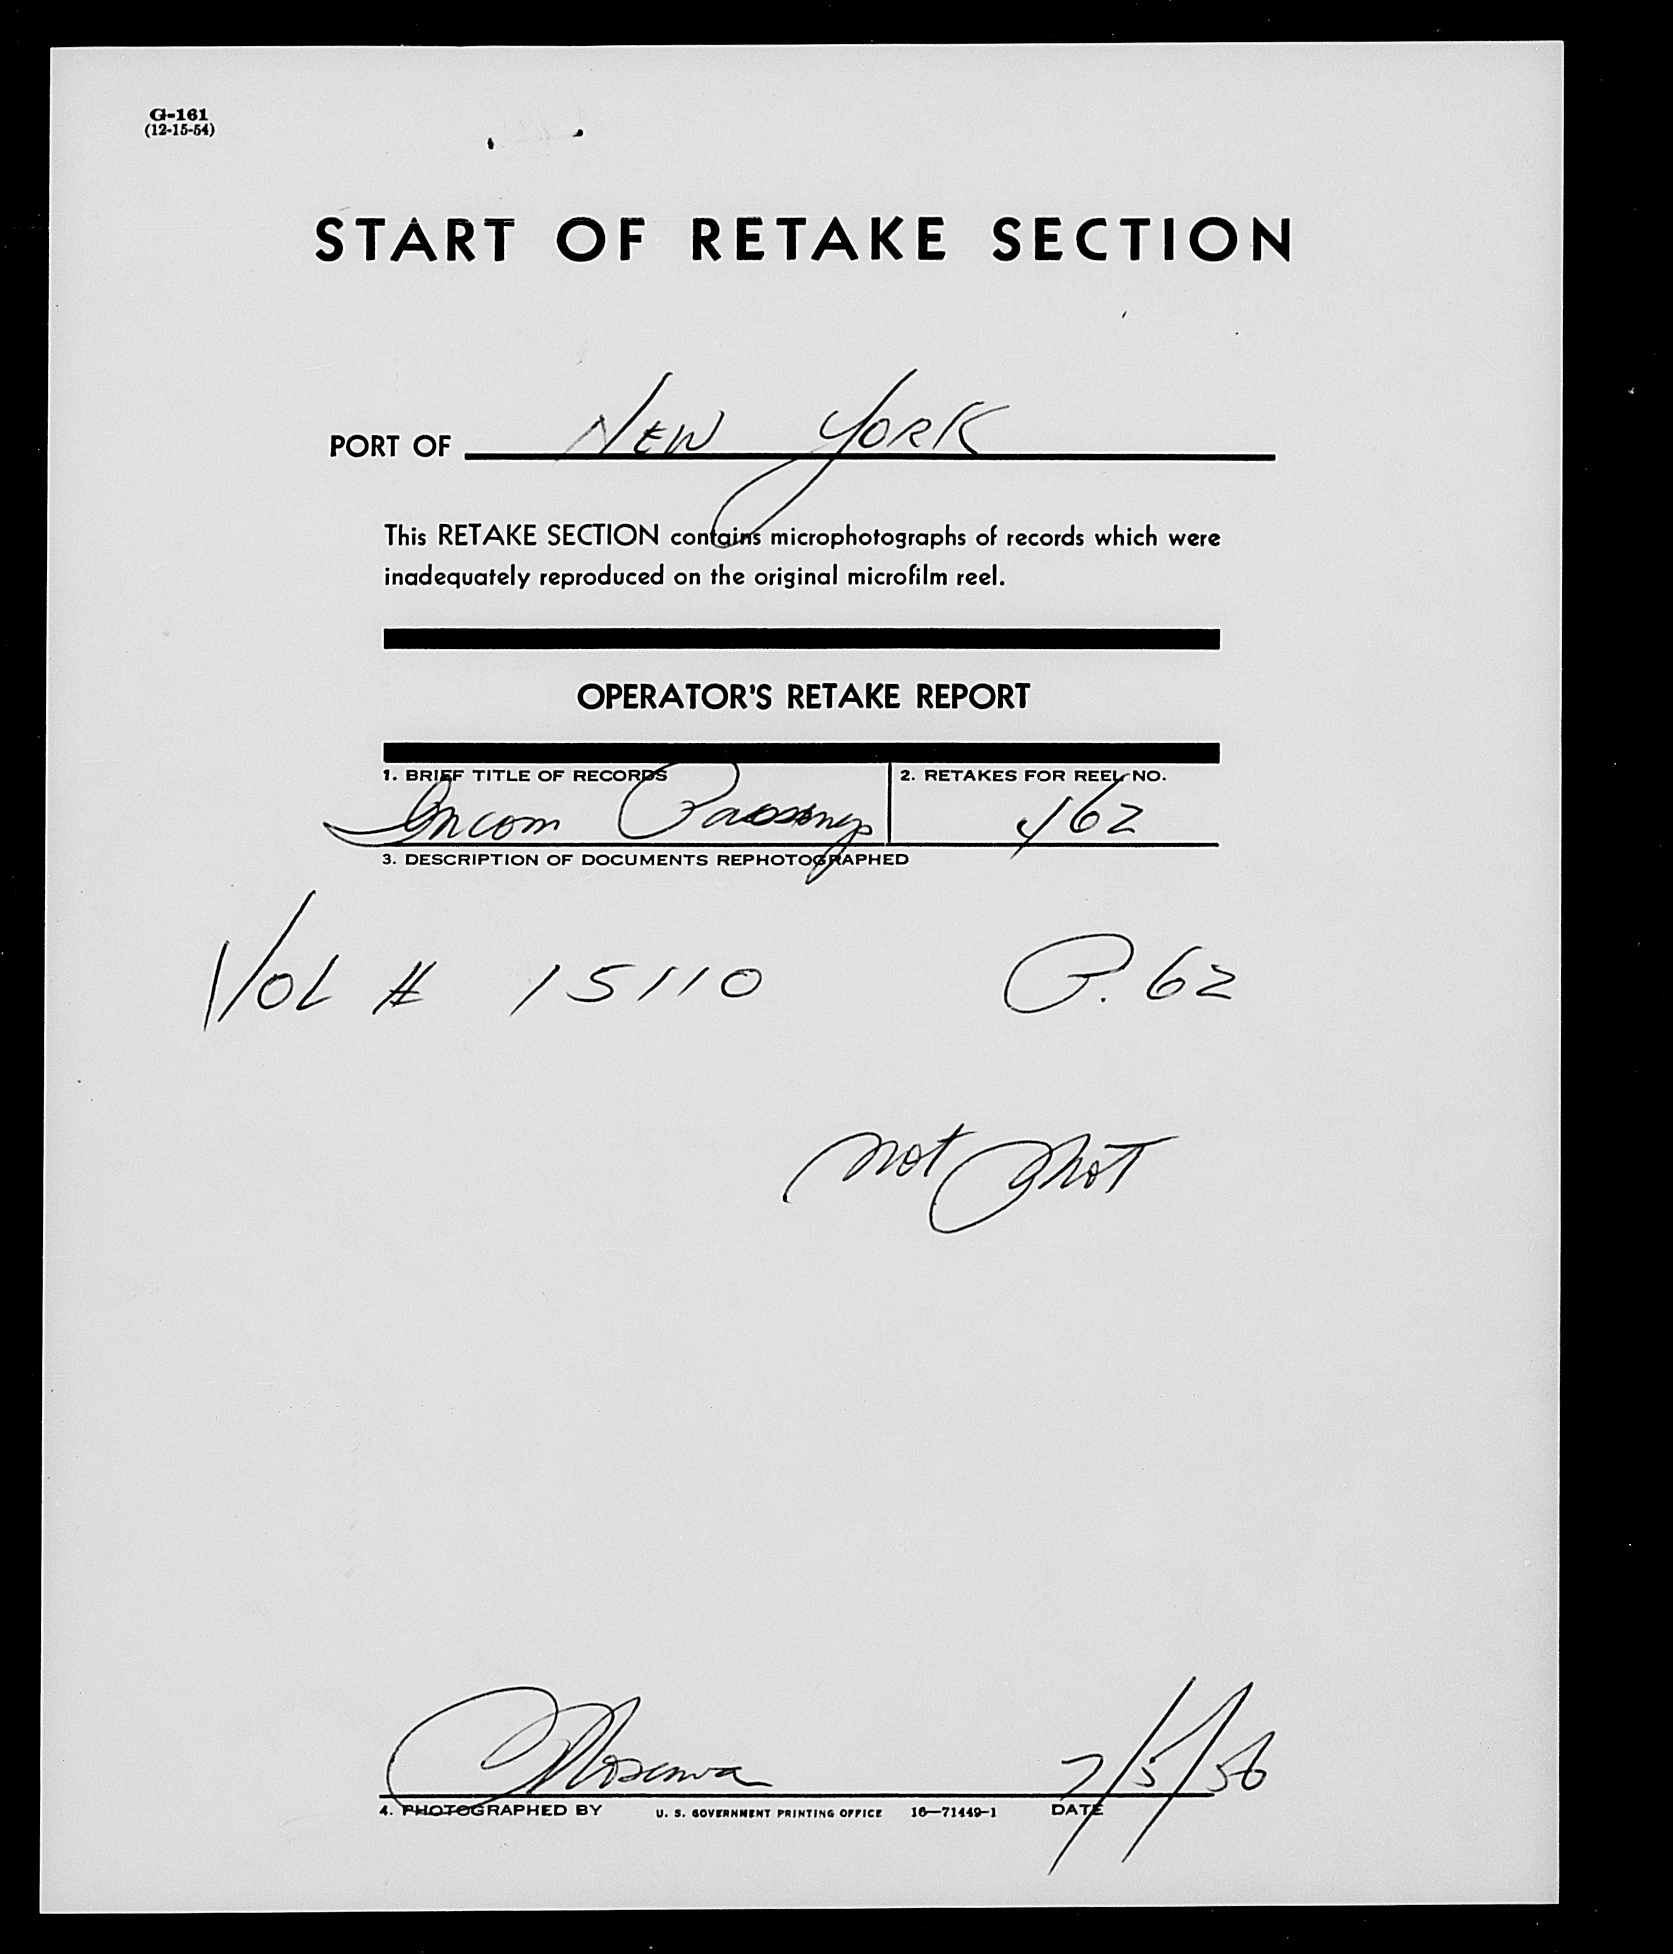 G-161
(12-15-54)
START OF RETAKE SECTION
PORT OF NEW YORK
This RETAKE SECTION contains microphotographs of records which were
inadequately reproduced on the original microfilm reel.
OPERATOR'S RETAKE REPORT
1. BRIEF TITLE OF RECORDS 2. RETAKES FOR REEL NO.
Incom 162
3. DESCRIPTION OF DOCUMENTS REPHOTOGRAPHED
VOL # 15110 P. 62
not shot
7/5/56
4. PHOTOGRAPHED BY U. S. GOVERNMENT PRINTING OFFICE 16—71449-1 DATE